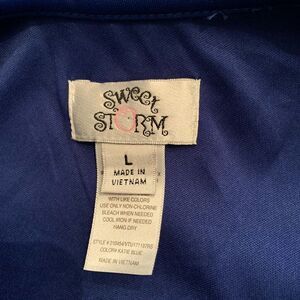 Sweet
STORM
L
MADE IN
VIETNAM
WITH LIKE COLORS
USE ONLY NON-CHLORINE
BLEACH WHEN NEEDED
COOL IRON IF NEEDED
HANG DRY
STYLE #
COLOR# KATIE BLUE
MADE IN VIETNAM